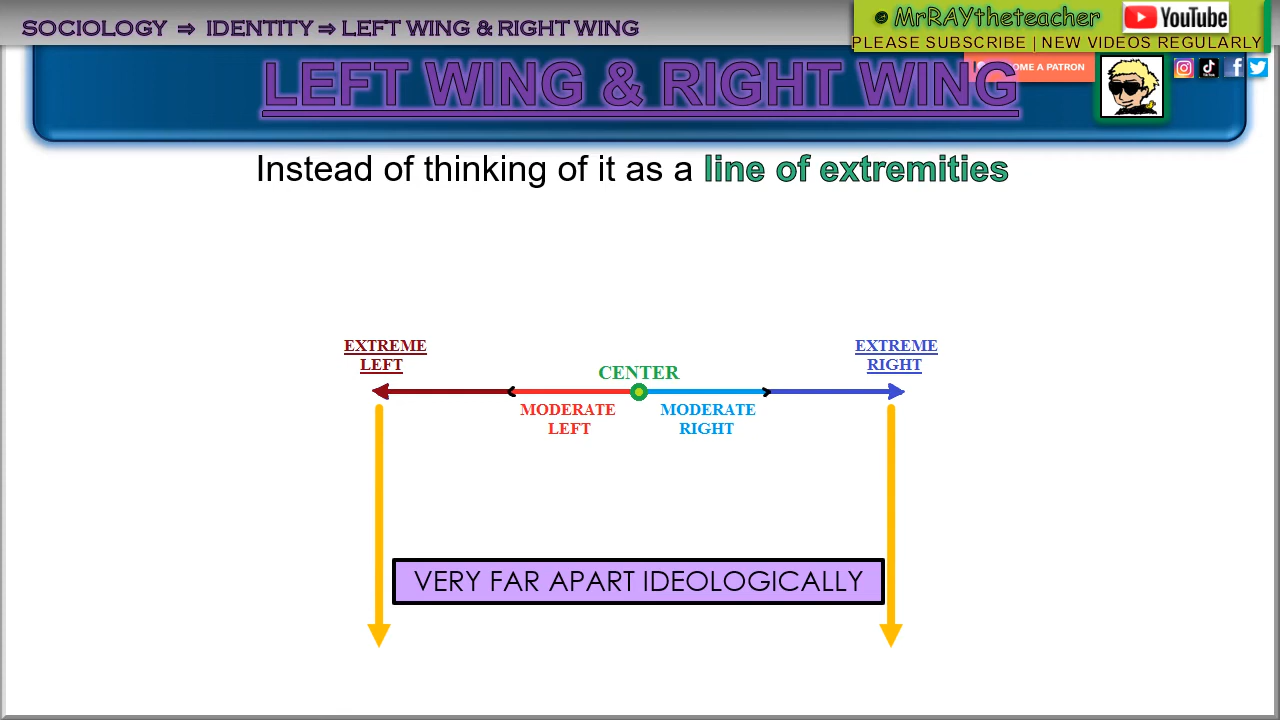 SOCIOLOGY ⇒ IDENTITY ⇒ LEFT WING & RIGHT WING
© MrRAYtheteacher
YouTube
PLEASE SUBSCRIBE | NEW VIDEOS REGULARLY
OME A PATRON
LEFT WING & RIGHT WING
Instead of thinking of it as a line of extremities
EXTREME
LEFT
EXTREME
RIGHT
CENTER
MODERATE
LEFT
MODERATE
RIGHT
VERY FAR APART IDEOLOGICALLY